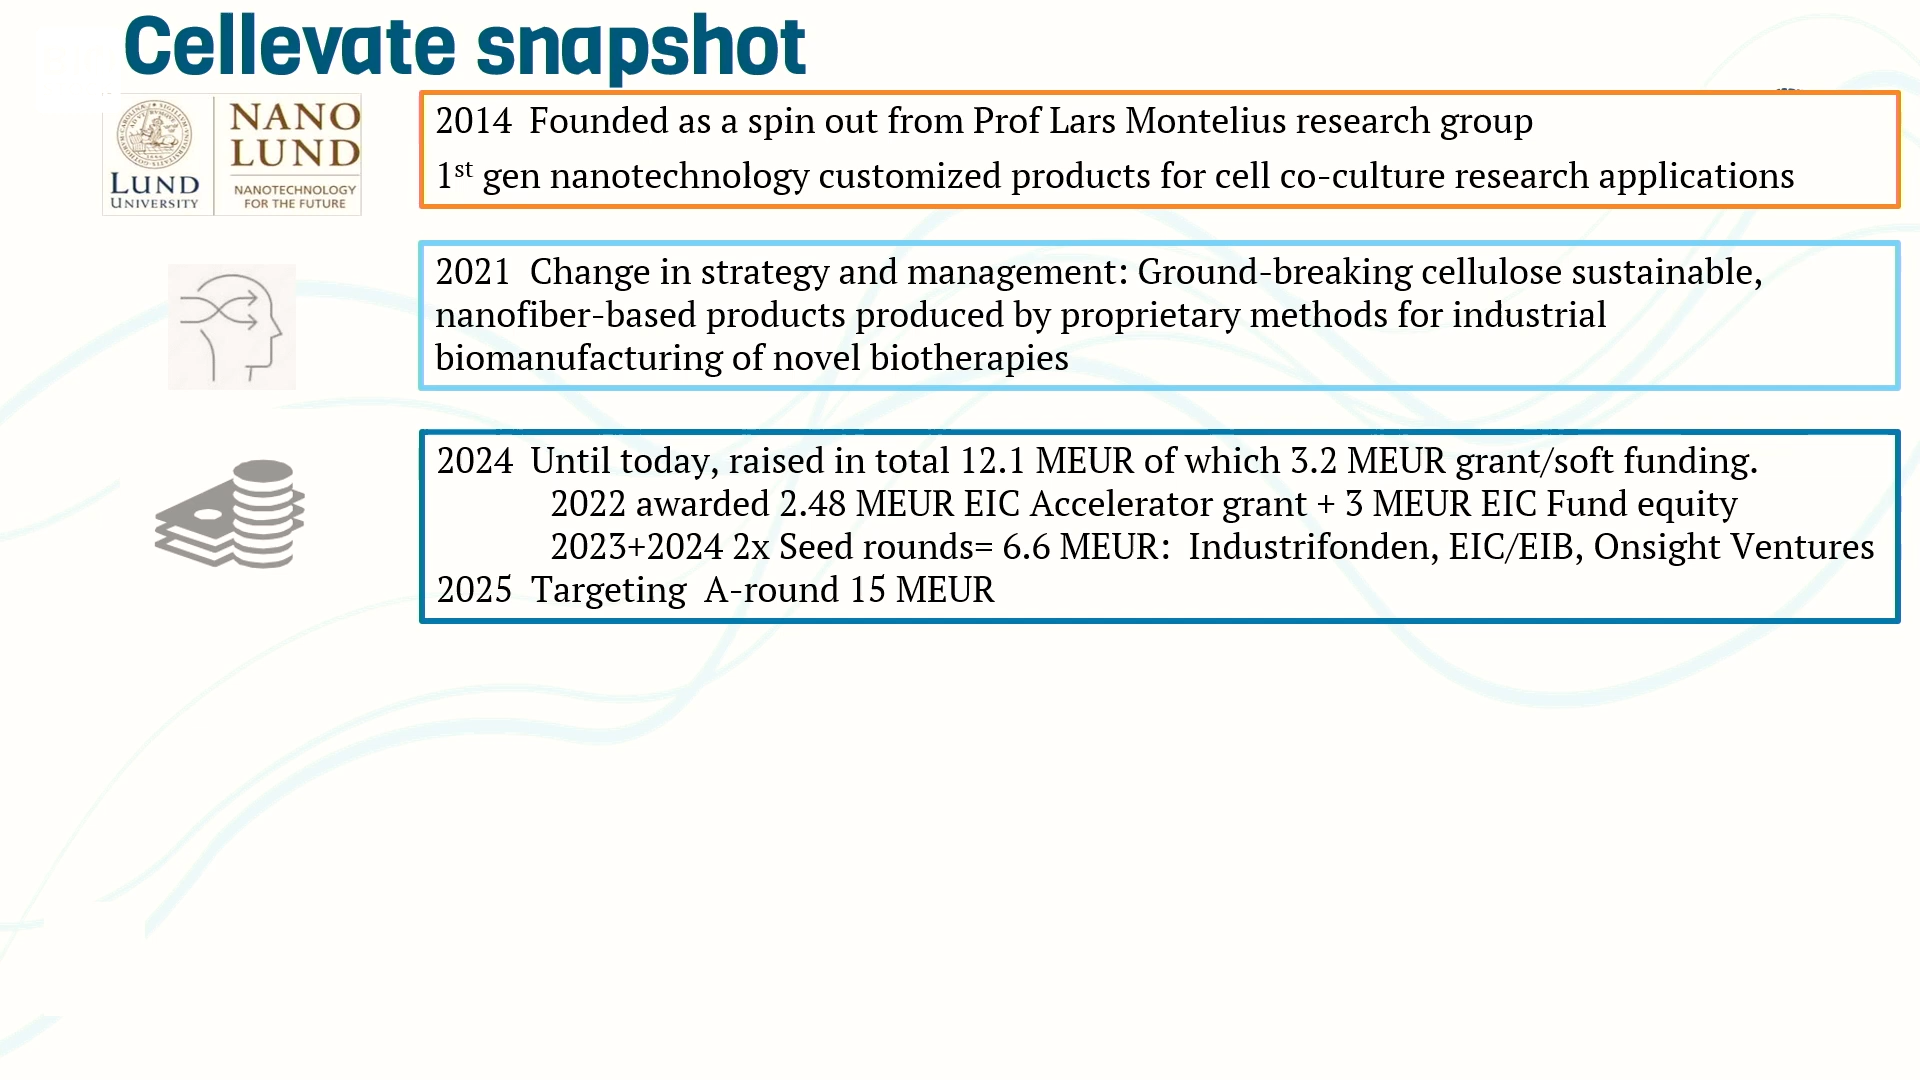 Cellevate snapshot
LUND
UNIVERSITY
NANO
LUND
NANOTECHNOLOGY
FOR THE FUTURE
2014 Founded as a spin out from Prof Lars Montelius research group
1st gen nanotechnology customized products for cell co-culture research applications
2021 Change in strategy and management: Ground-breaking cellulose sustainable,
nanofiber-based products produced by proprietary methods for industrial
biomanufacturing of novel biotherapies
2024 Until today, raised in total 12.1 MEUR of which 3.2 MEUR grant/soft funding.
2022 awarded 2.48 MEUR EIC Accelerator grant + 3 MEUR EIC Fund equity
2023+2024 2x Seed rounds= 6.6 MEUR: Industrifonden, EIC/EIB, Onsight Ventures
2025 Targeting A-round 15 MEUR